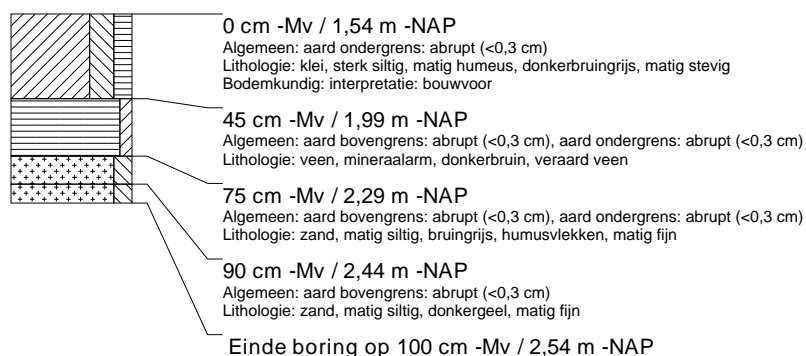 0 cm -Mv / 1,54 m -NAP
Algemeen: aard ondergrens: abrupt (<0,3 cm)
Lithologie: klei, sterk siltig, matig humeus, donkerbruingrijs, matig stevig
Bodemkundig: interpretatie: bouwvoor
45 cm -Mv / 1,99 m -NAP
Algemeen: aard bovengrens: abrupt (<0,3 cm), aard ondergrens: abrupt (<0,3 cm)
Lithologie: veen, mineraalarm, donkerbruin, veraard veen
75 cm -Mv / 2,29 m -NAP
Algemeen: aard bovengrens: abrupt (<0,3 cm), aard ondergrens: abrupt (<0,3 cm)
Lithologie: zand, matig siltig, bruingrijs, humusvlekken, matig fijn
90 cm -Mv / 2,44 m -NAP
Algemeen: aard bovengrens: abrupt (<0,3 cm)
Lithologie: zand, matig siltig, donkergeel, matig fijn
Einde boring op 100 cm -Mv / 2,54 m -NAP